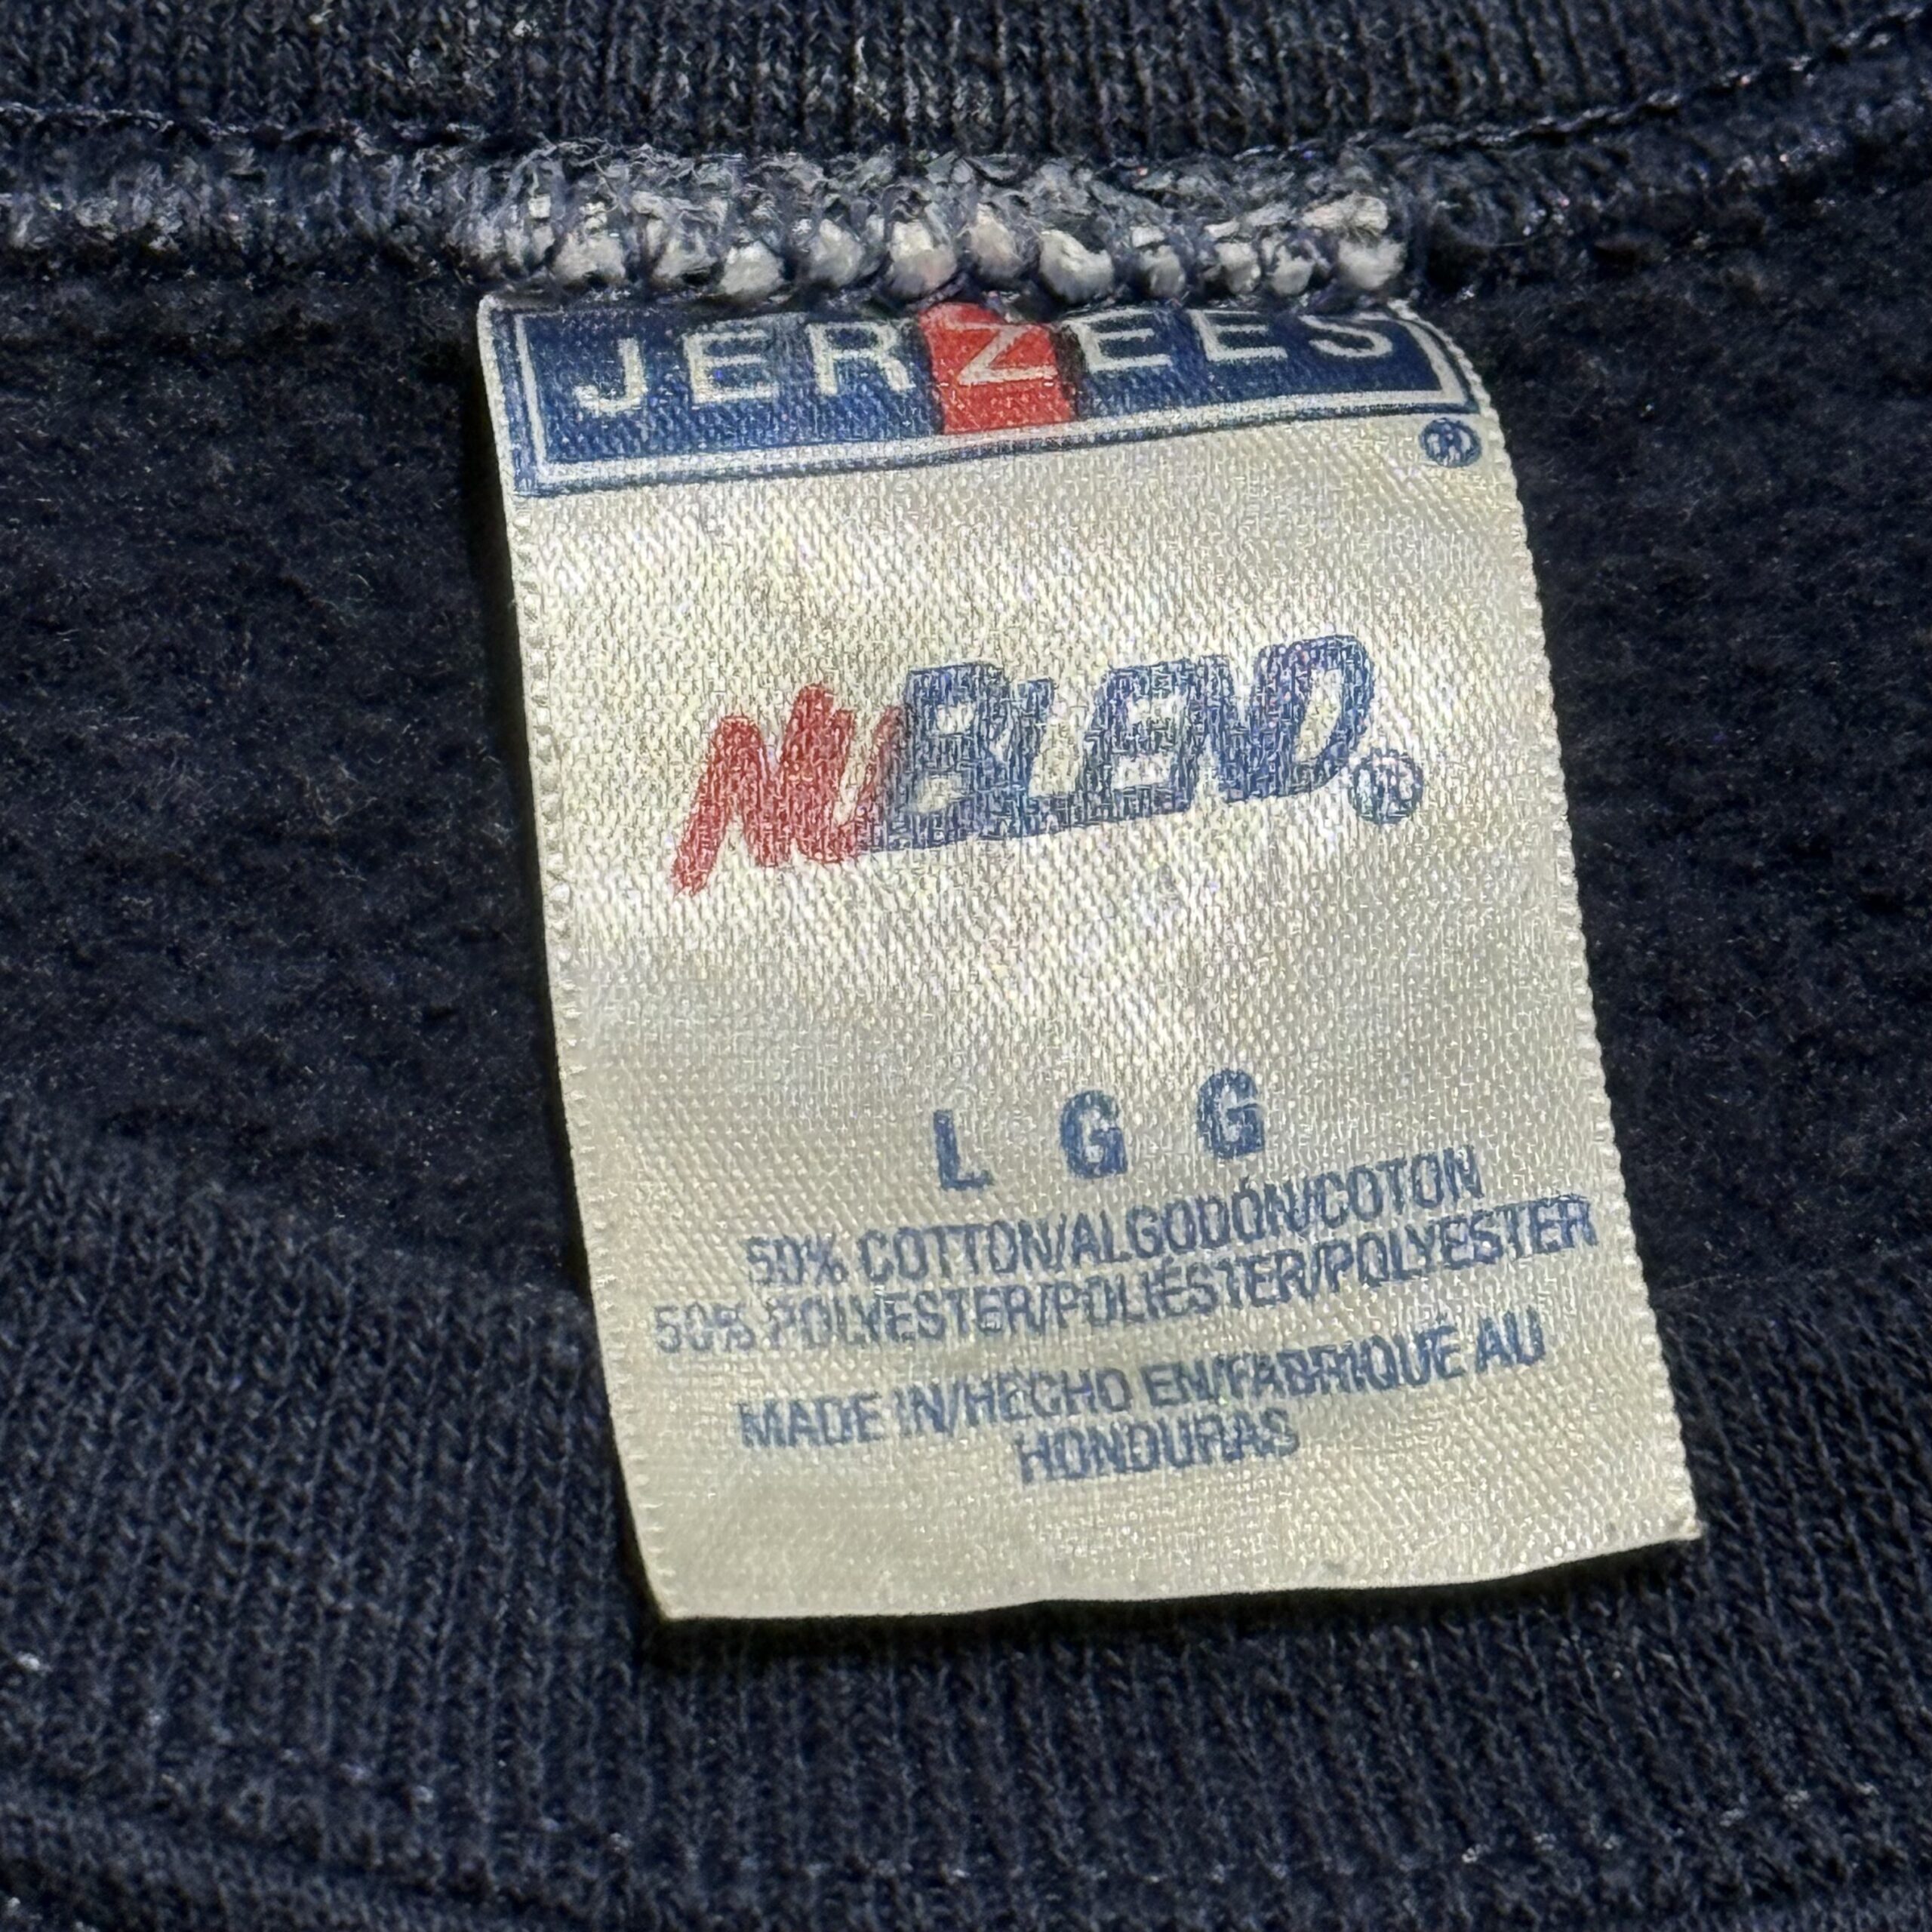 JERZEES®
NUBLEND®
L G G
50% COTTON/ALGODÓN/COTON
50% POLYESTER/POLIÉSTER/POLYESTER
MADE IN/HECHO EN/FABRIQUÉ AU
HONDURAS